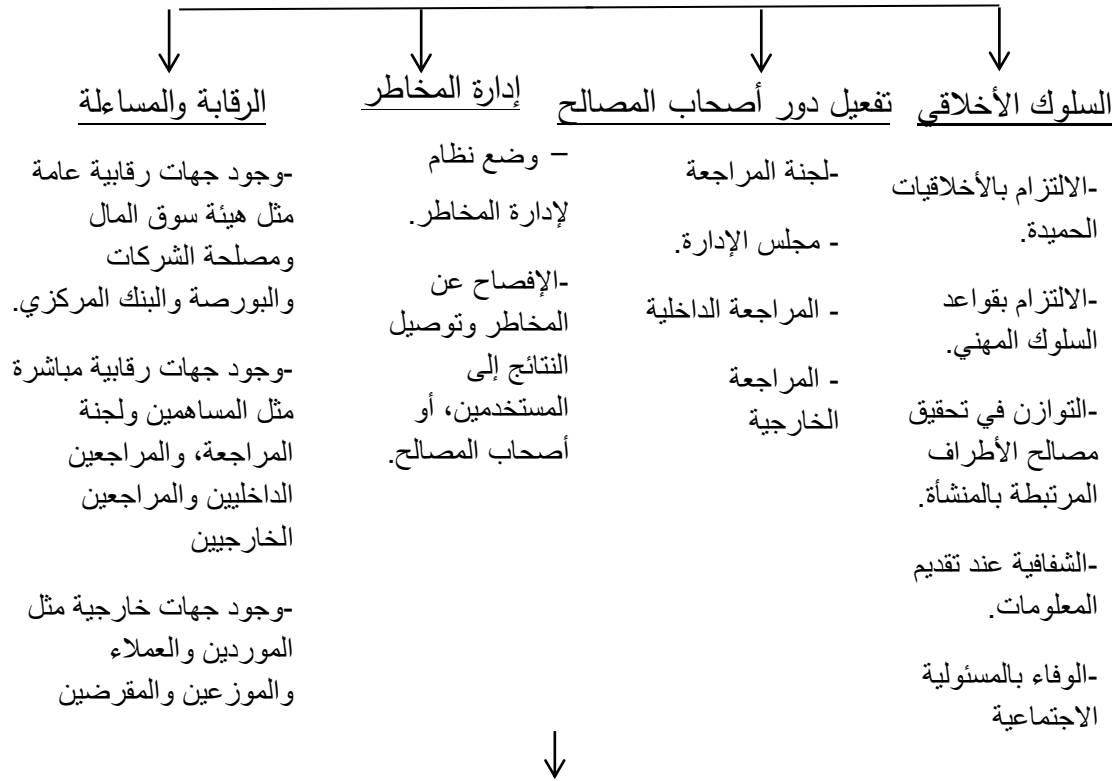 السلوك الأخلاقي
-الالتزام بالأخلاقيات
الحميدة.
-الالتزام بقواعد
السلوك المهني.
-التوازن في تحقيق
مصالح الأطراف
المرتبطة بالمنشأة.
-الشفافية عند تقديم
المعلومات.
-الوفاء بالمسئولية
الاجتماعية
تفعيل دور أصحاب المصالح
-لجنة المراجعة
- مجلس الإدارة.
- المراجعة الداخلية
- المراجعة
الخارجية
إدارة المخاطر
– وضع نظام
لإدارة المخاطر.
-الإفصاح عن
المخاطر وتوصيل
النتائج إلى
المستخدمين، أو
أصحاب المصالح.
الرقابة والمساءلة
-وجود جهات رقابية عامة
مثل هيئة سوق المال
ومصلحة الشركات
والبورصة والبنك المركزي.
-وجود جهات رقابية مباشرة
مثل المساهمين ولجنة
المراجعة، والمراجعين
الداخليين والمراجعين
الخارجيين
-وجود جهات خارجية مثل
الموردين والعملاء
والموزعين والمقرضين